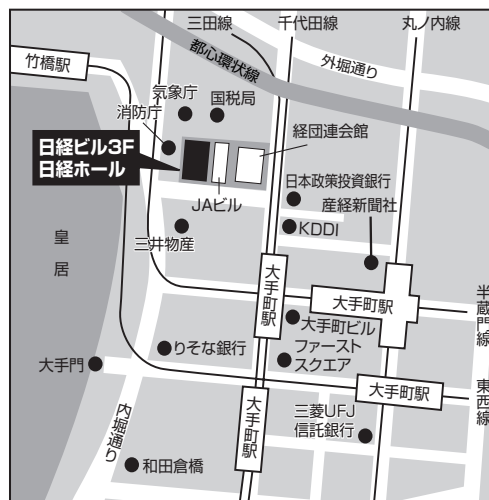 三田線
千代田線
丸ノ内線
都心環状線
外堀通り
竹橋駅
気象庁
国税局
消防庁
経団連会館
日経ビル3F
日経ホール
JAビル
日本政策投資銀行
産経新聞社
KDDI
三井物産
皇居
大手町駅
大手町駅
半蔵門線
大手町ビル
ファースト
スクエア
りそな銀行
大手門
大手町駅
東西線
大手町駅
三菱UFJ
信託銀行
内堀通り
和田倉橋